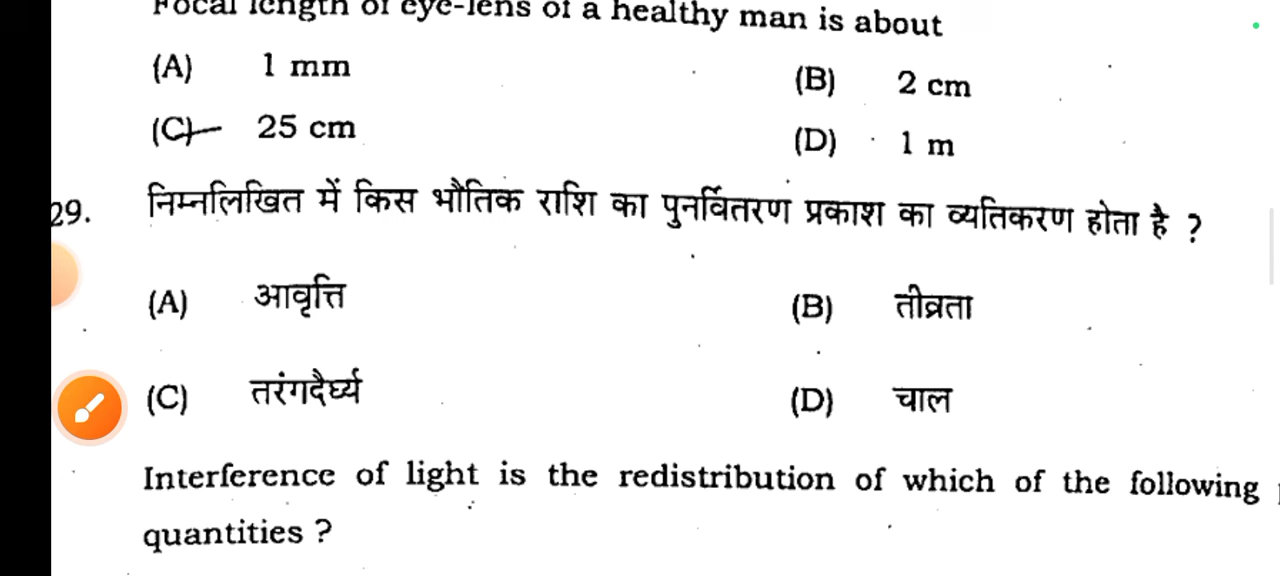 Focal length of eye-lens of a healthy man is about
(A) 1 mm (B) 2 cm
(C) 25 cm (D) 1 m
29. निम्नलिखित में किस भौतिक राशि का पुनर्वितरण प्रकाश का व्यतिकरण होता है ?
(A) आवृत्ति (B) तीव्रता
(C) तरंगदैर्घ्य (D) चाल
Interference of light is the redistribution of which of the following
quantities ?